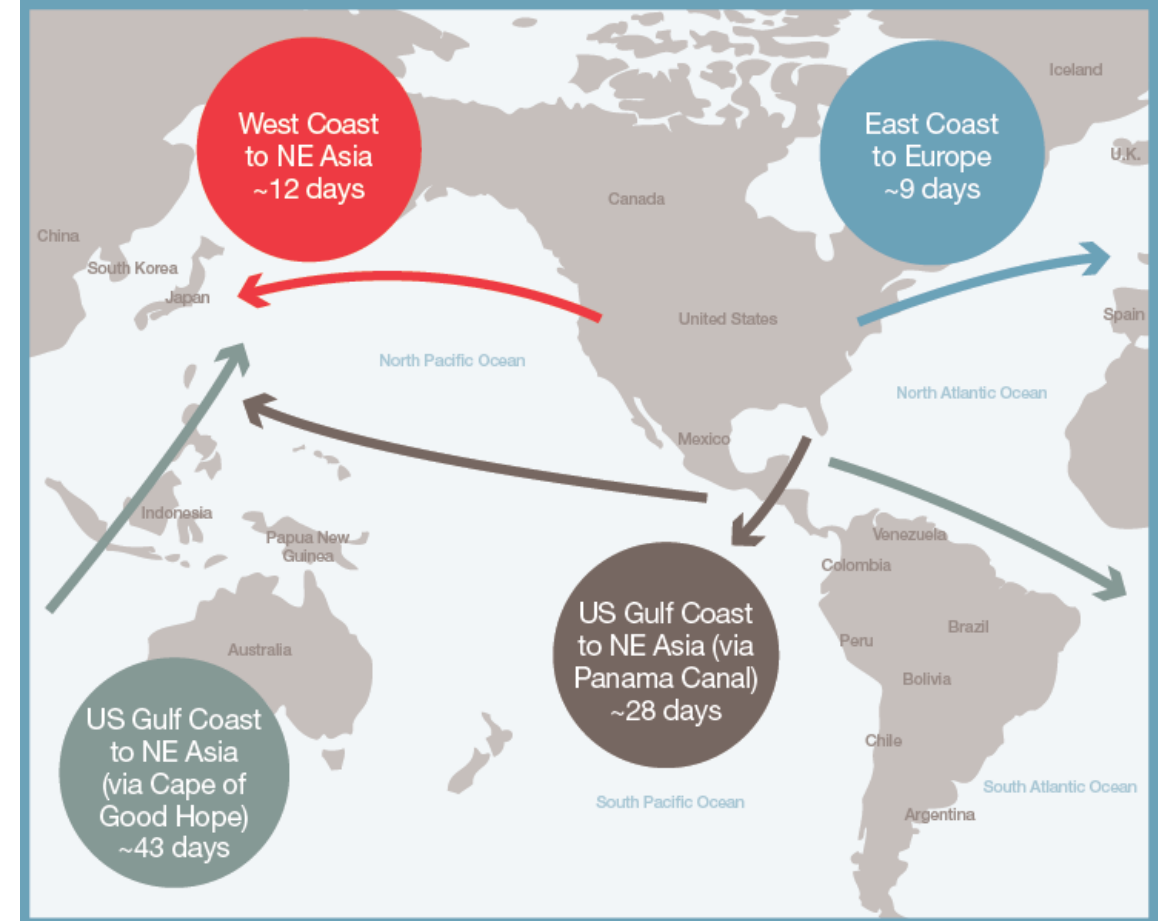 West Coast
to NE Asia
~12 days
East Coast
to Europe
~9 days
Iceland
U.K.
Canada
China
South Korea
Japan
United States
Spain
North Pacific Ocean
North Atlantic Ocean
Mexico
Indonesia
Papua New
Guinea
Venezuela
Colombia
US Gulf Coast
to NE Asia (via
Panama Canal)
~28 days
Peru
Brazil
Bolivia
Australia
US Gulf Coast
to NE Asia
(via Cape of
Good Hope)
~43 days
Chile
South Pacific Ocean
South Atlantic Ocean
Argentina